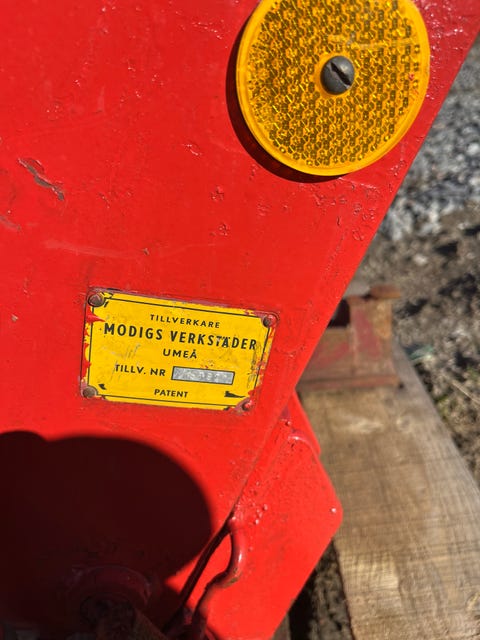 TILLVERKARE
MODIGS VERKSTÄDER
UMEÅ
TILLV. NR
PATENT